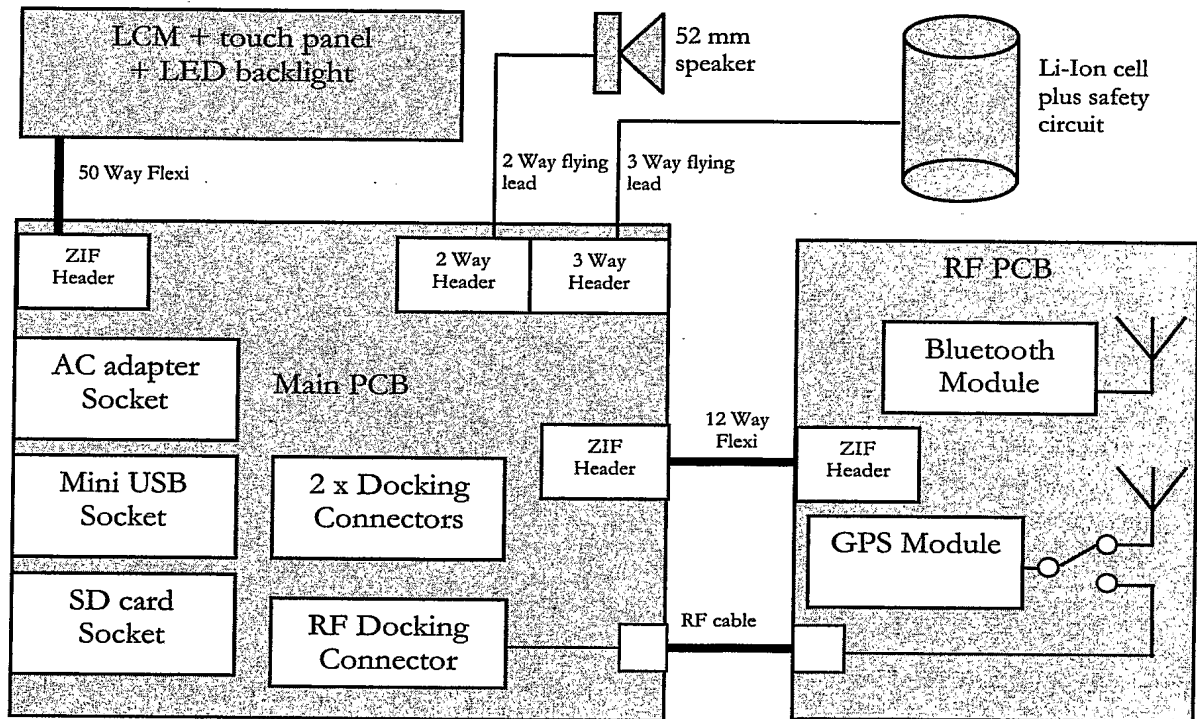 LCM + touch panel
+ LED backlight
52 mm
speaker
Li-Ion cell
plus safety
circuit
50 Way Flexi
2 Way flying
lead
3 Way flying
lead
ZIF
Header
2 Way
Header
3 Way
Header
RF PCB
Bluetooth
Module
AC adapter
Socket
Main PCB
12 Way
Flexi
ZIF
Header
ZIF
Header
Mini USB
Socket
2 x Docking
Connectors
GPS Module
SD card
Socket
RF Docking
Connector
RF cable